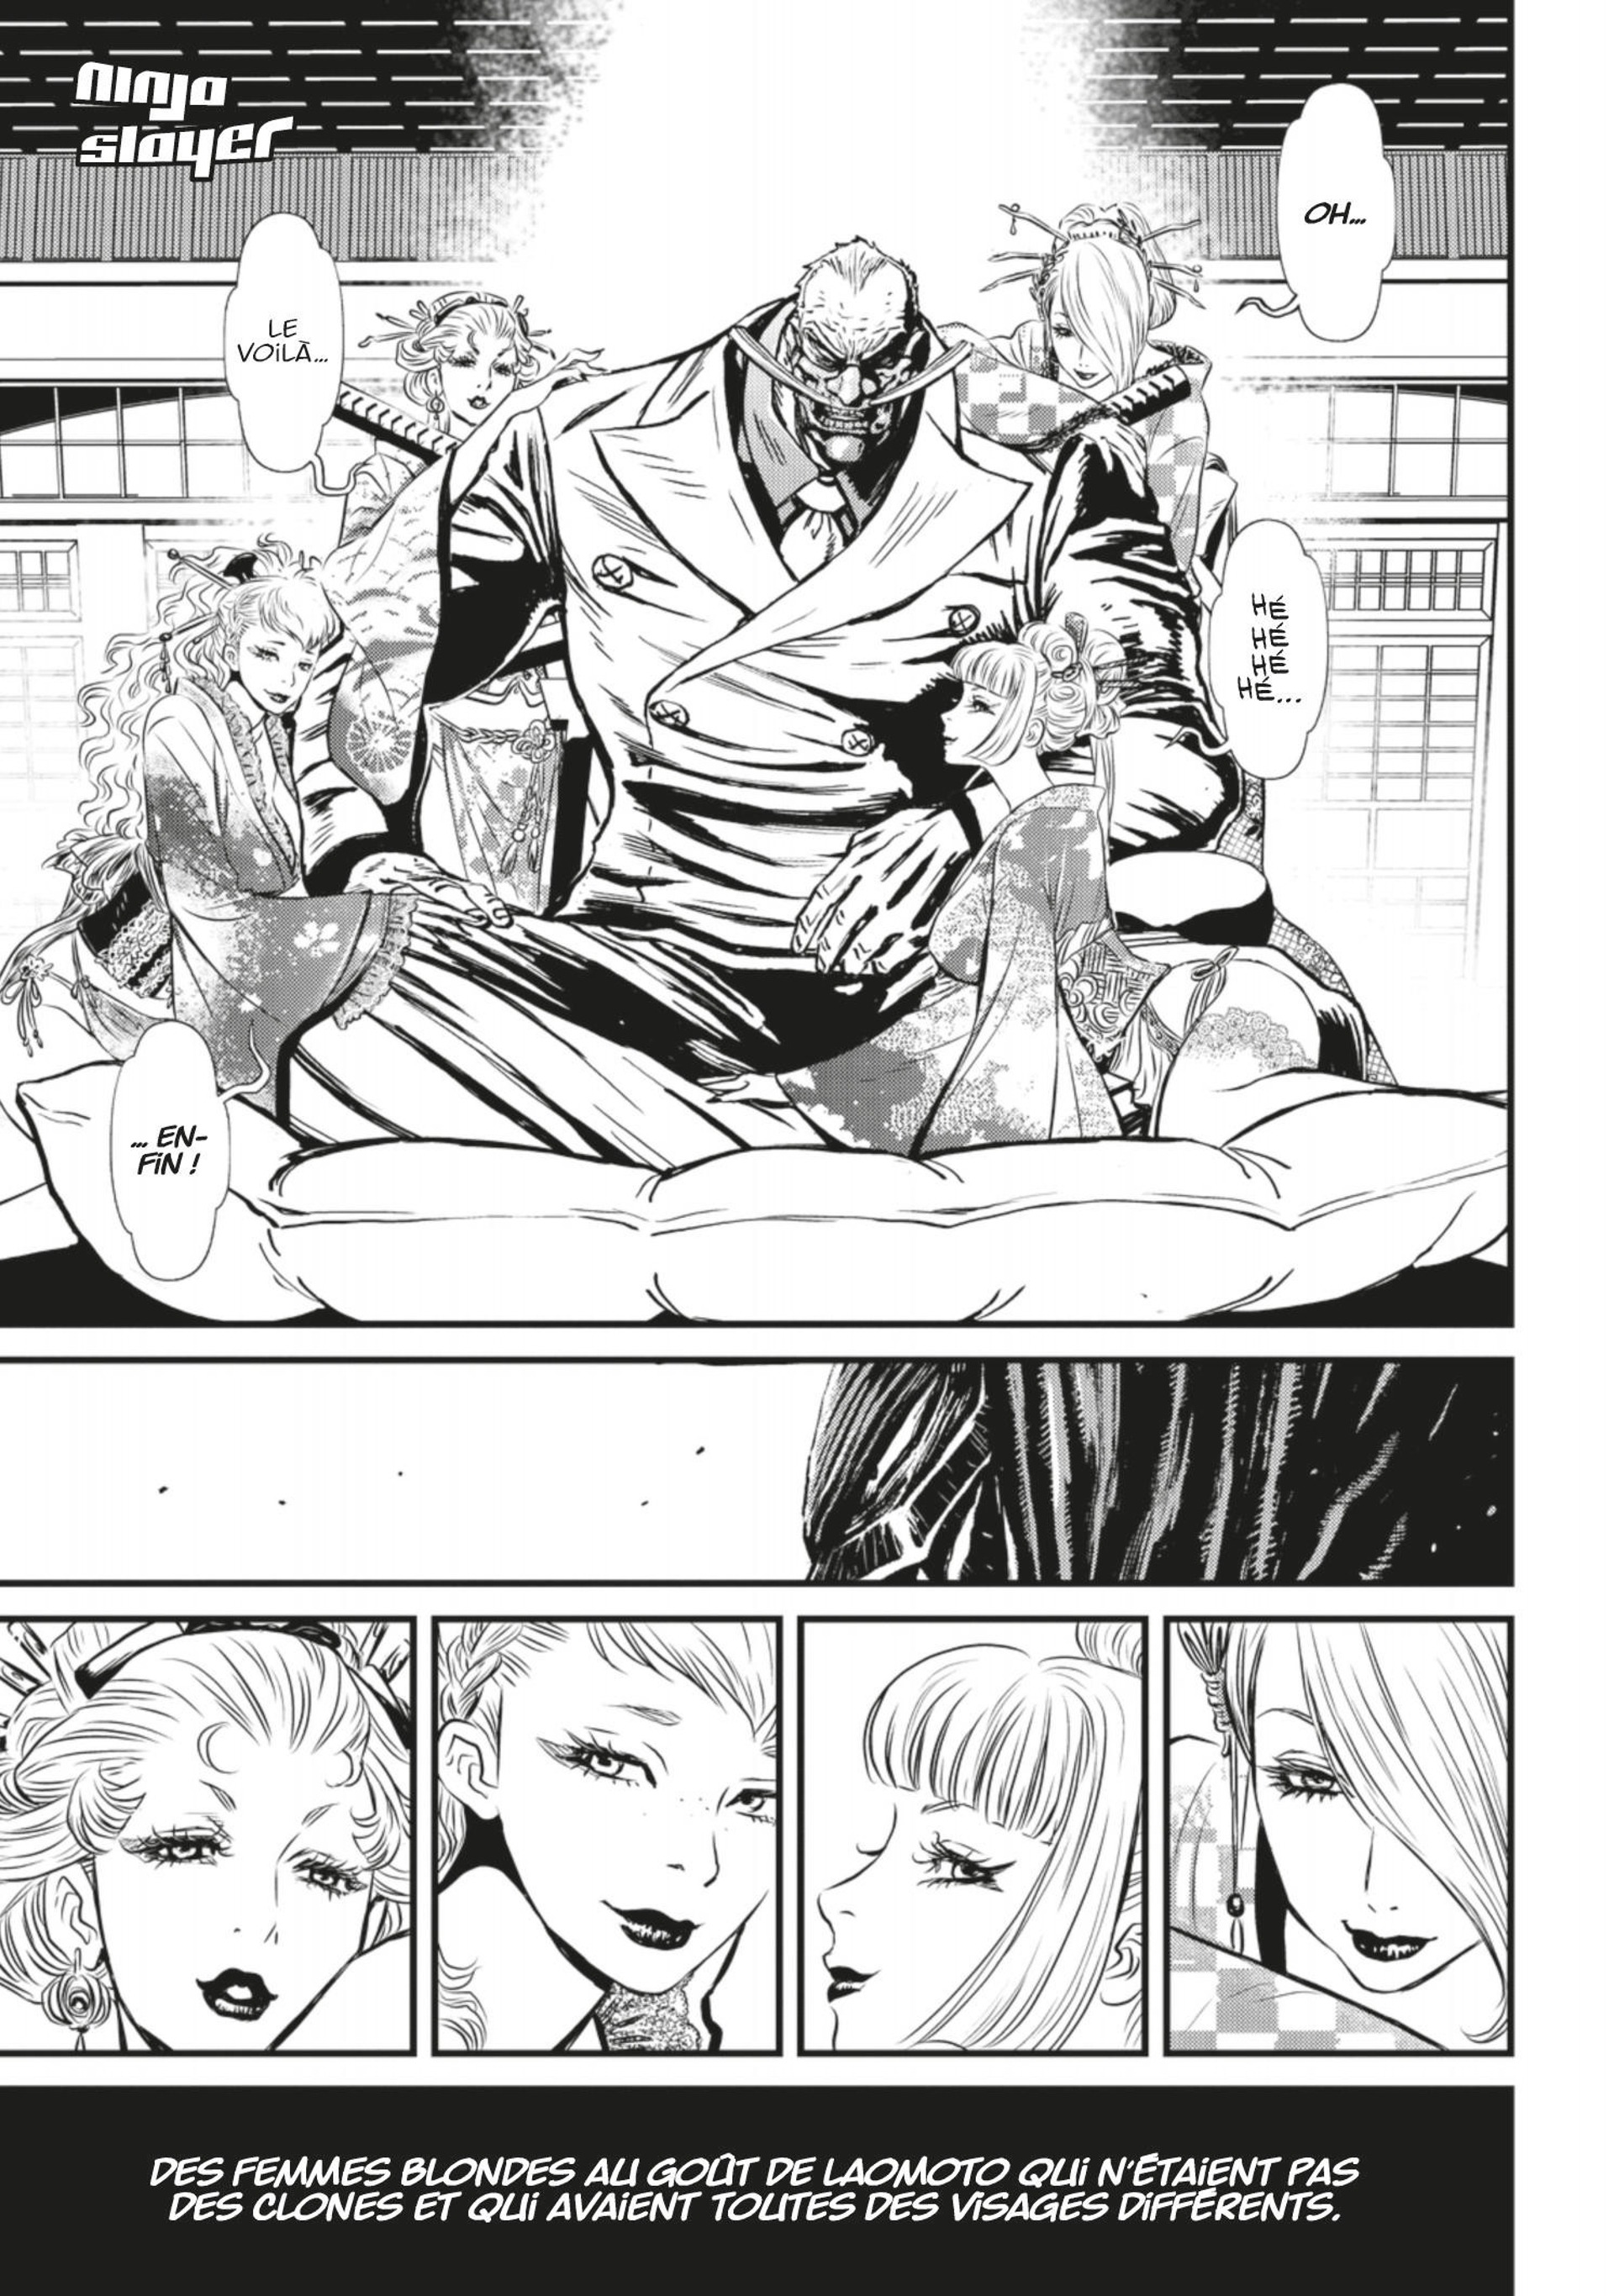 ninja
slayer
OH...
LE
VOILÀ...
HÉ
HÉ
HÉ
HÉ...
... EN-
FIN !
DES FEMMES BLONDES AU GOÛT DE LAOMOTO QUI N'ÉTAIENT PAS
DES CLONES ET QUI AVAIENT TOUTES DES VISAGES DIFFÉRENTS.